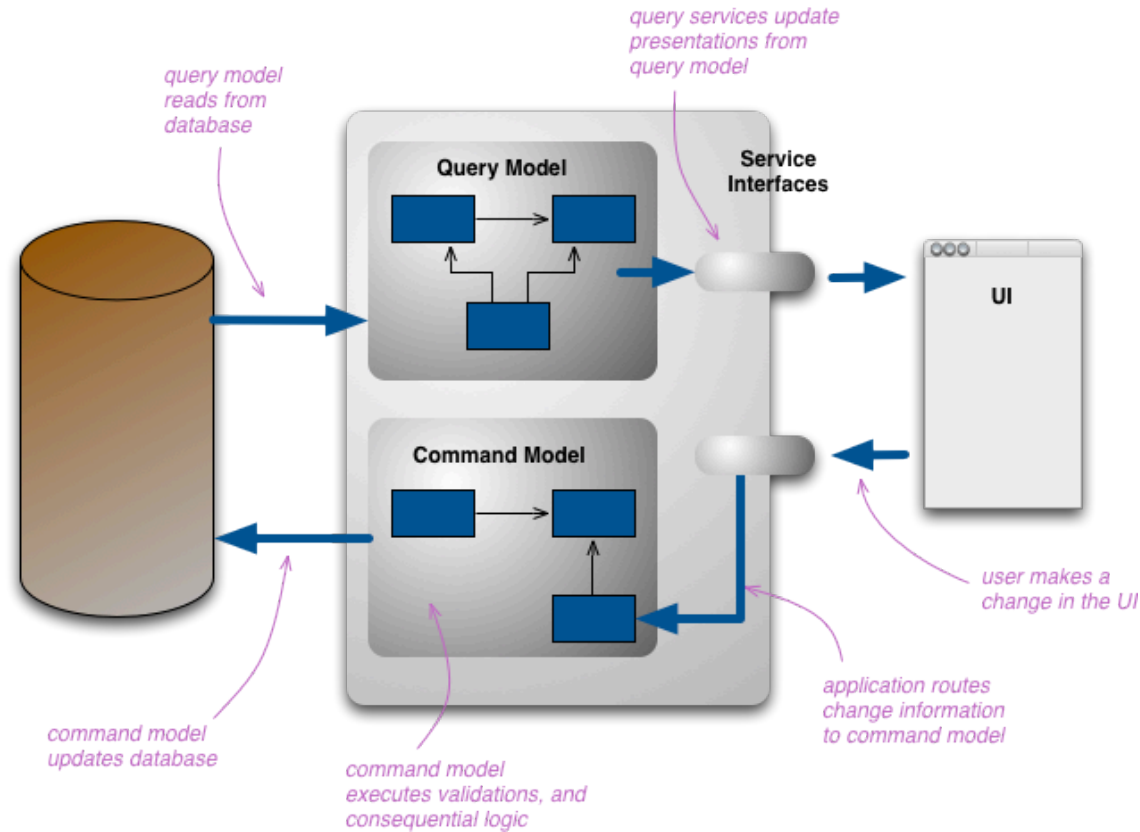 query services update
presentations from
query model
query model
reads from
database
Service
Interfaces
Query Model
UI
Command Model
user makes a
change in the UI
application routes
change information
to command model
command model
updates database
command model
executes validations, and
consequential logic